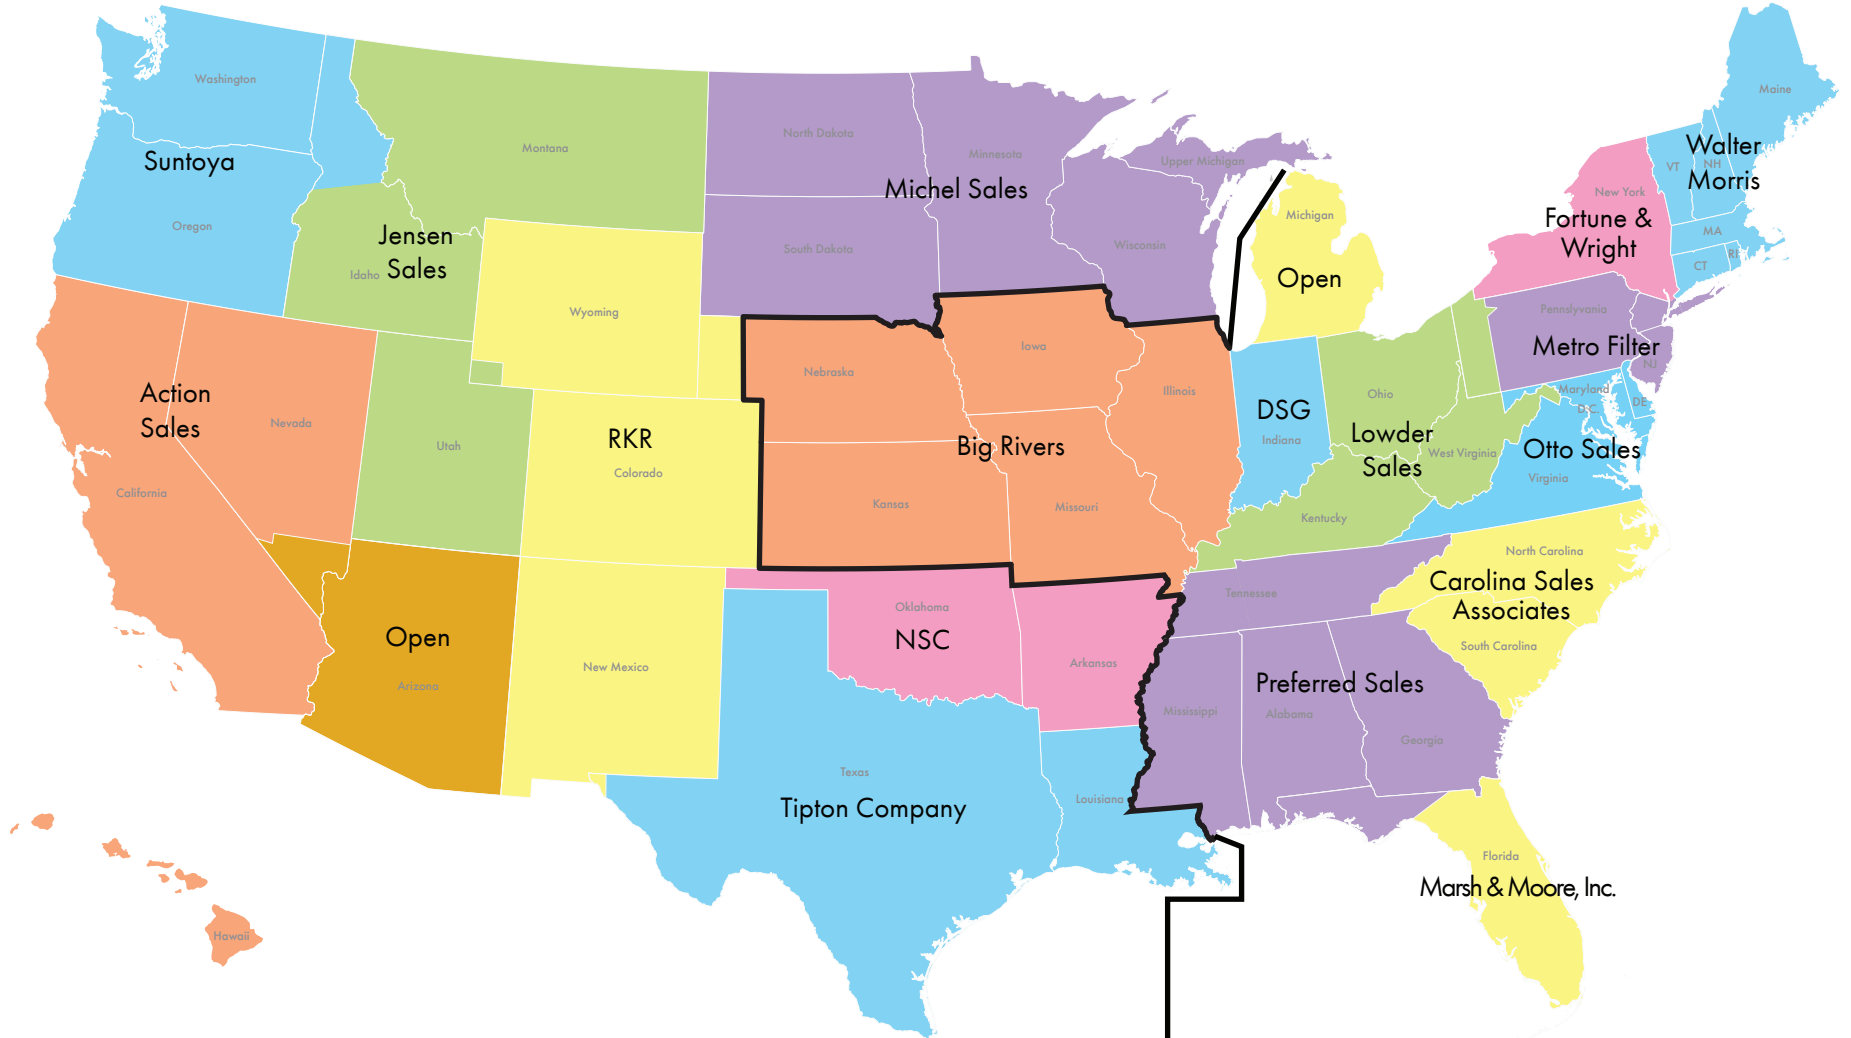 Washington
Maine
Montana
North Dakota
Minnesota
Upper Michigan
Walter
Morris
VT
NH
Suntoya
Michel Sales
New York
Michigan
Fortune &
Wright
Oregon
Jensen
Sales
Idaho
South Dakota
Wisconsin
MA
CT
RI
Open
Wyoming
Pennslyvania
Metro Filter
NJ
Iowa
Nebraska
Illinois
Action
Sales
Nevada
Utah
RKR
Colorado
Big Rivers
DSG
Indiana
Ohio
Lowder
Sales
West Virginia
Maryland
D.C.
DE
Otto Sales
Virginia
California
Kansas
Missouri
Kentucky
North Carolina
Carolina Sales
Associates
South Carolina
Tennessee
Oklahoma
NSC
Arkansas
Open
Arizona
New Mexico
Preferred Sales
Mississippi
Alabama
Georgia
Texas
Tipton Company
Louisiana
Florida
Marsh & Moore, Inc.
Hawaii